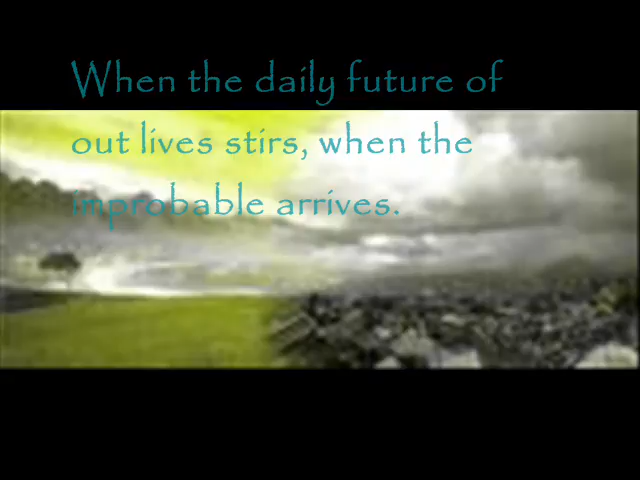 When the daily future of
out lives stirs, when the
improbable arrives.